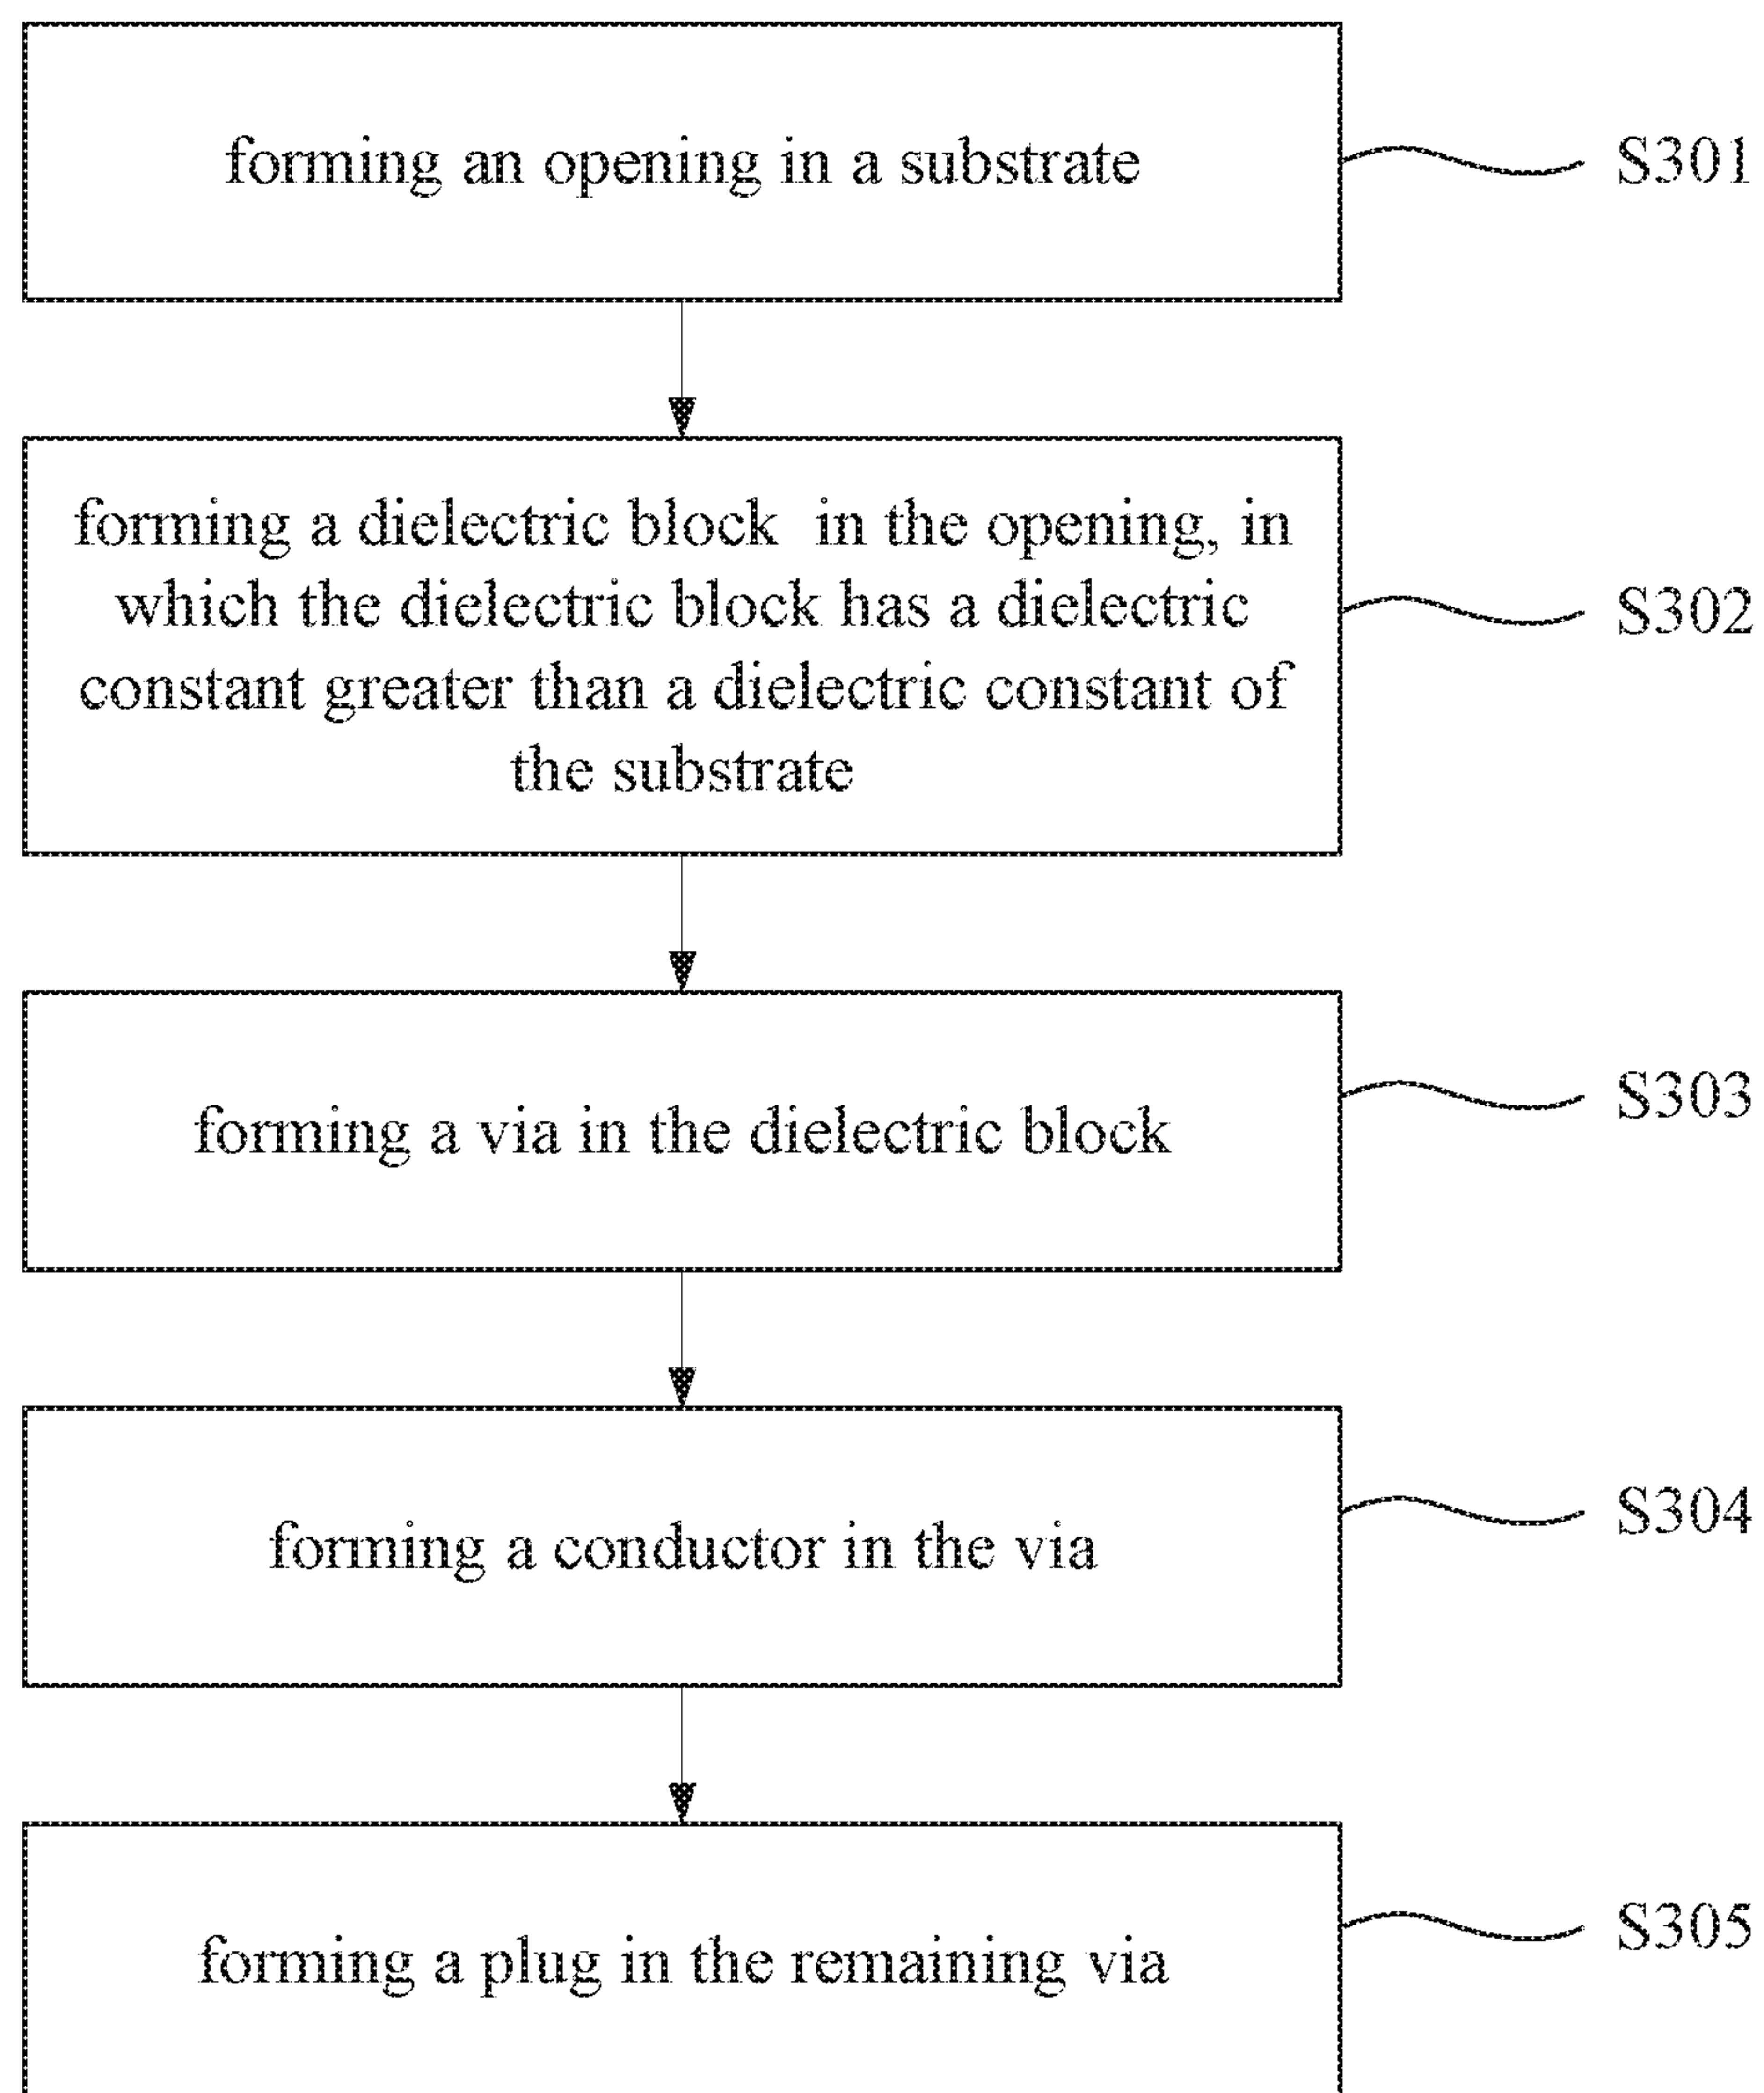 forming an opening in a substrate
S301
forming a dielectric block in the opening, in
which the dielectric block has a dielectric
constant greater than a dielectric constant of
the substrate
S302
forming a via in the dielectric block
S303
forming a conductor in the via
S304
forming a plug in the remaining via
S305